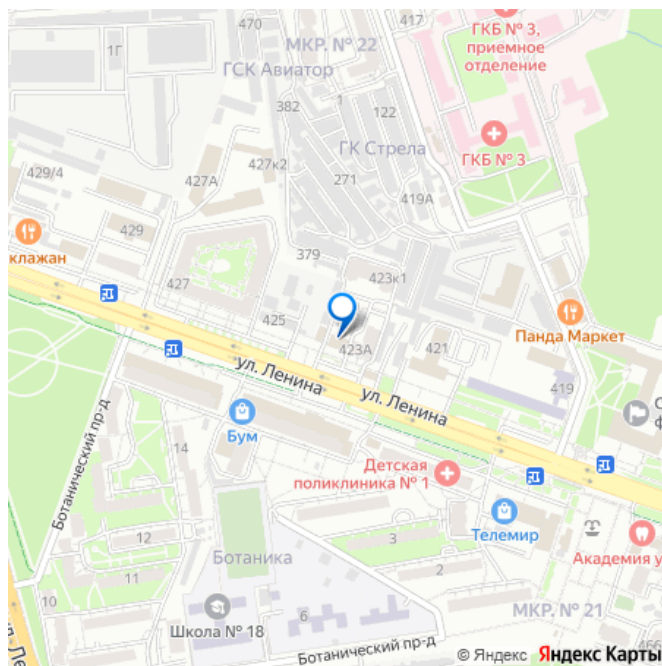 417
470
1Г
МКР. № 22
ГКБ № 3,
приемное
отделение
ГСК Авиатор
382
1
122
ГКБ № 3
ГК Стрела
427к2
429/4
427А
271
419А
429
клажан
379
423к1
427
425
Панда Маркет
423А
421
ул. Ленина
ул. Ленина
419
Бум
Ботанический пр-д
14
Детская
поликлиника № 1
Телемир
12
3
Академия у
Ботаника
11
2
10
6
МКР. № 21
Школа № 18
466
Ботанический пр-д
© Яндекс Яндекс Карты